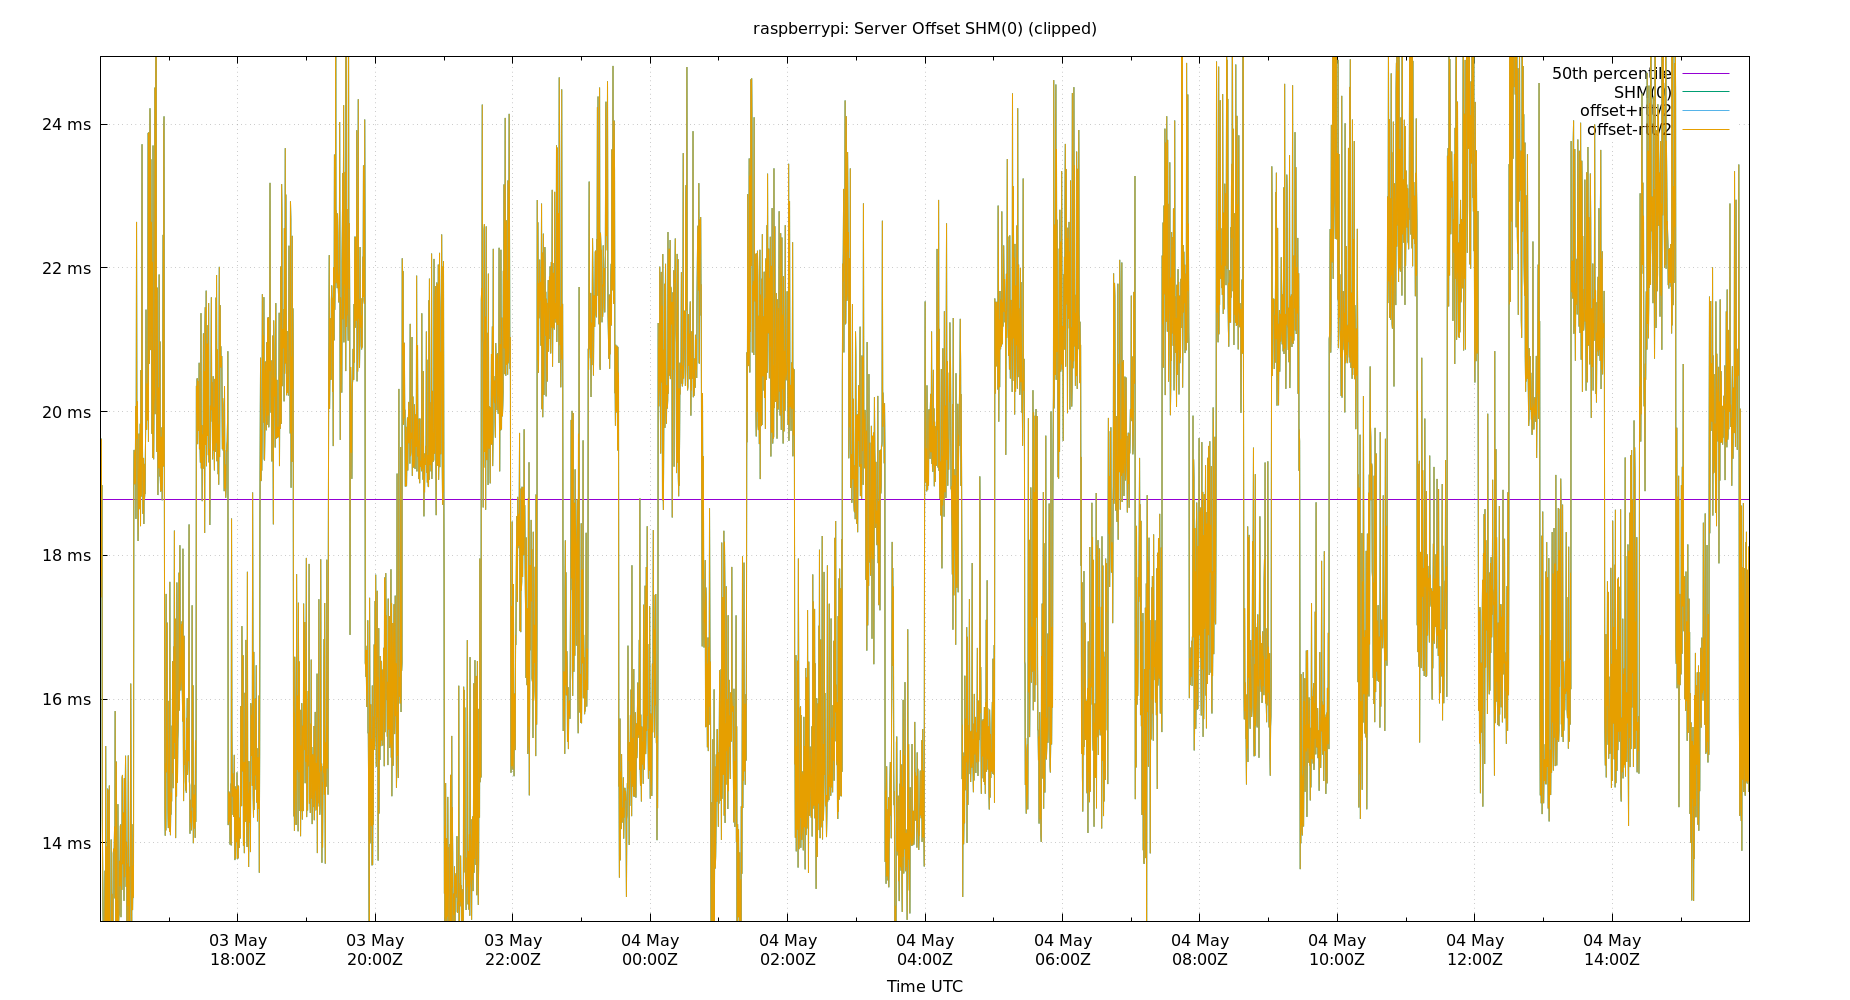 raspberrypi: Server Offset SHM(0) (clipped)
50th percentile
SHM(0)
offset+rtt/2
offset-rtt/2
24 ms
22 ms
20 ms
18 ms
16 ms
14 ms
03 May 03 May 03 May 04 May 04 May 04 May 04 May 04 May 04 May 04 May 04 May
18:00Z 20:00Z 22:00Z 00:00Z 02:00Z 04:00Z 06:00Z 08:00Z 10:00Z 12:00Z 14:00Z
Time UTC